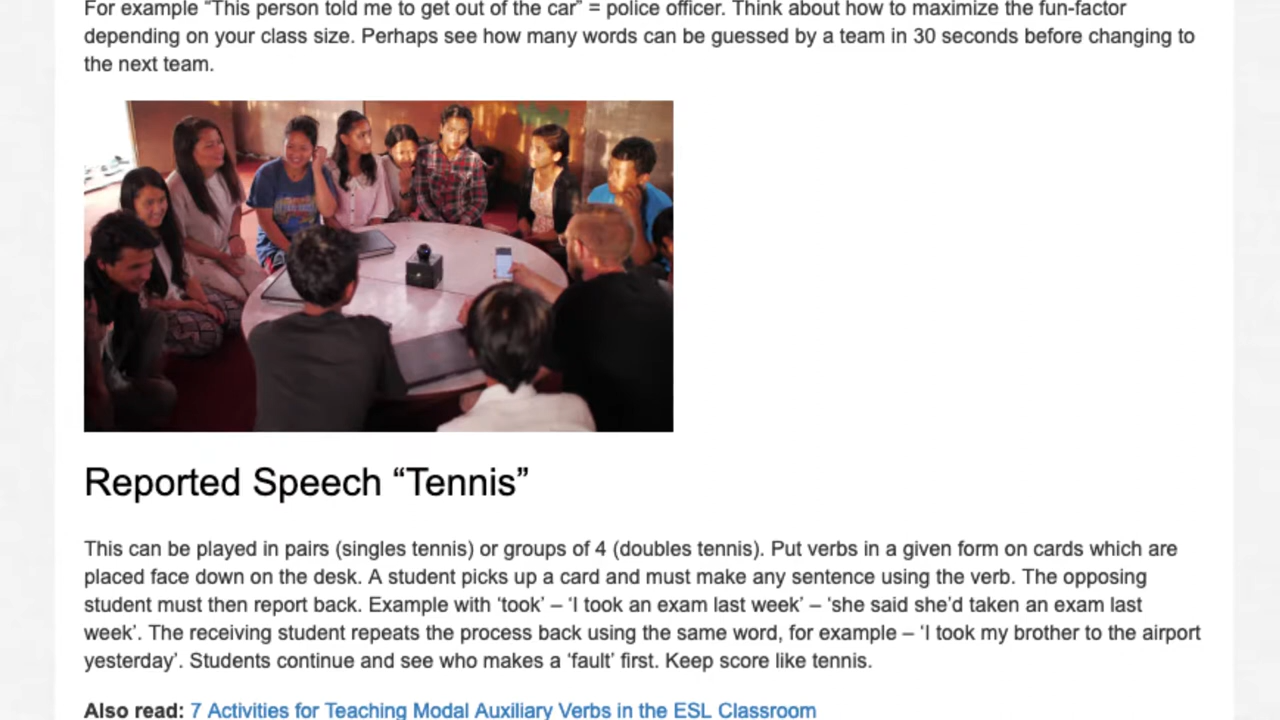 For example “This person told me to get out of the car” = police officer. Think about how to maximize the fun-factor
depending on your class size. Perhaps see how many words can be guessed by a team in 30 seconds before changing to
the next team.
Reported Speech “Tennis”
This can be played in pairs (singles tennis) or groups of 4 (doubles tennis). Put verbs in a given form on cards which are
placed face down on the desk. A student picks up a card and must make any sentence using the verb. The opposing
student must then report back. Example with ‘took’ – ‘I took an exam last week’ – ‘she said she’d taken an exam last
week’. The receiving student repeats the process back using the same word, for example – ‘I took my brother to the airport
yesterday’. Students continue and see who makes a ‘fault’ first. Keep score like tennis.
Also read: 7 Activities for Teaching Modal Auxiliary Verbs in the ESL Classroom